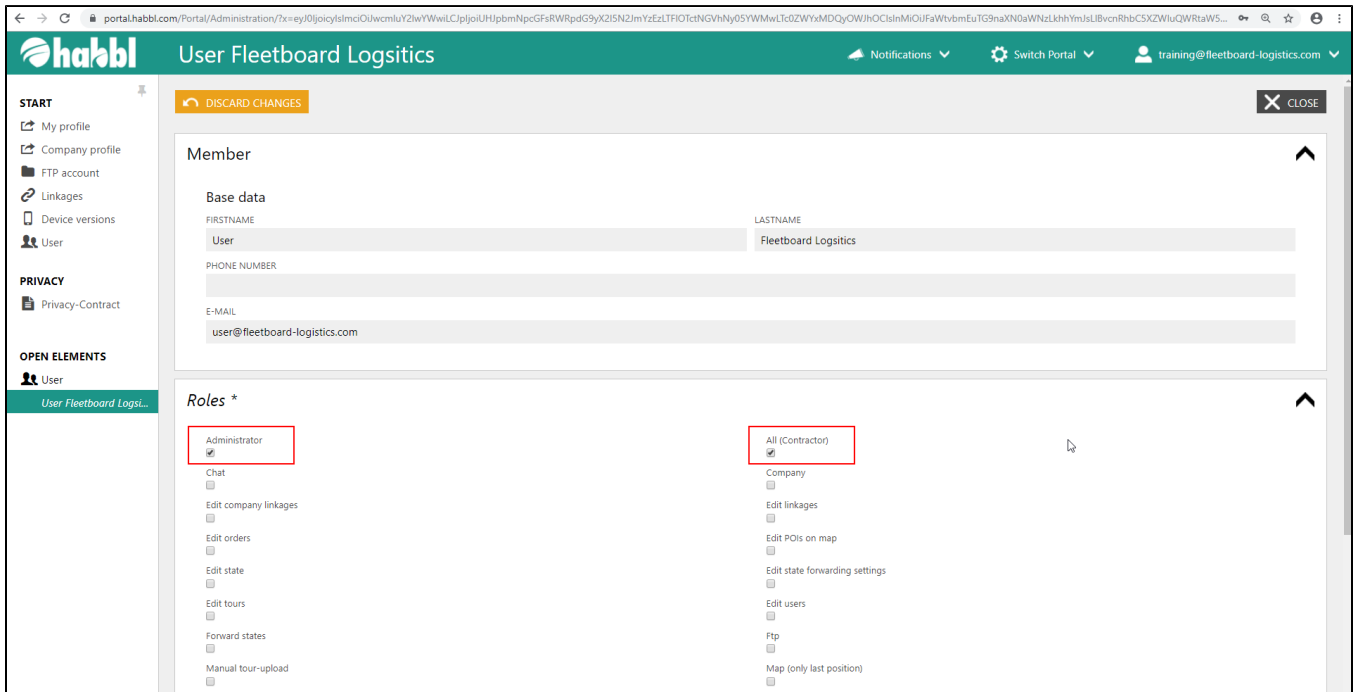 portal.habbl.com/Portal/Administration/?x=
habbl
User Fleetboard Logsitics
Notifications
Switch Portal
training@fleetboard-logistics.com
START
My profile
Company profile
FTP account
Linkages
Device versions
User
PRIVACY
Privacy-Contract
OPEN ELEMENTS
User
User Fleetboard Logsi...
DISCARD CHANGES
CLOSE
Member
Base data
FIRSTNAME
LASTNAME
User
Fleetboard Logsitics
PHONE NUMBER
E-MAIL
user@fleetboard-logistics.com
Roles *
Administrator
All (Contractor)
Chat
Company
Edit company linkages
Edit linkages
Edit orders
Edit POIs on map
Edit state
Edit state forwarding settings
Edit tours
Edit users
Forward states
Ftp
Manual tour-upload
Map (only last position)